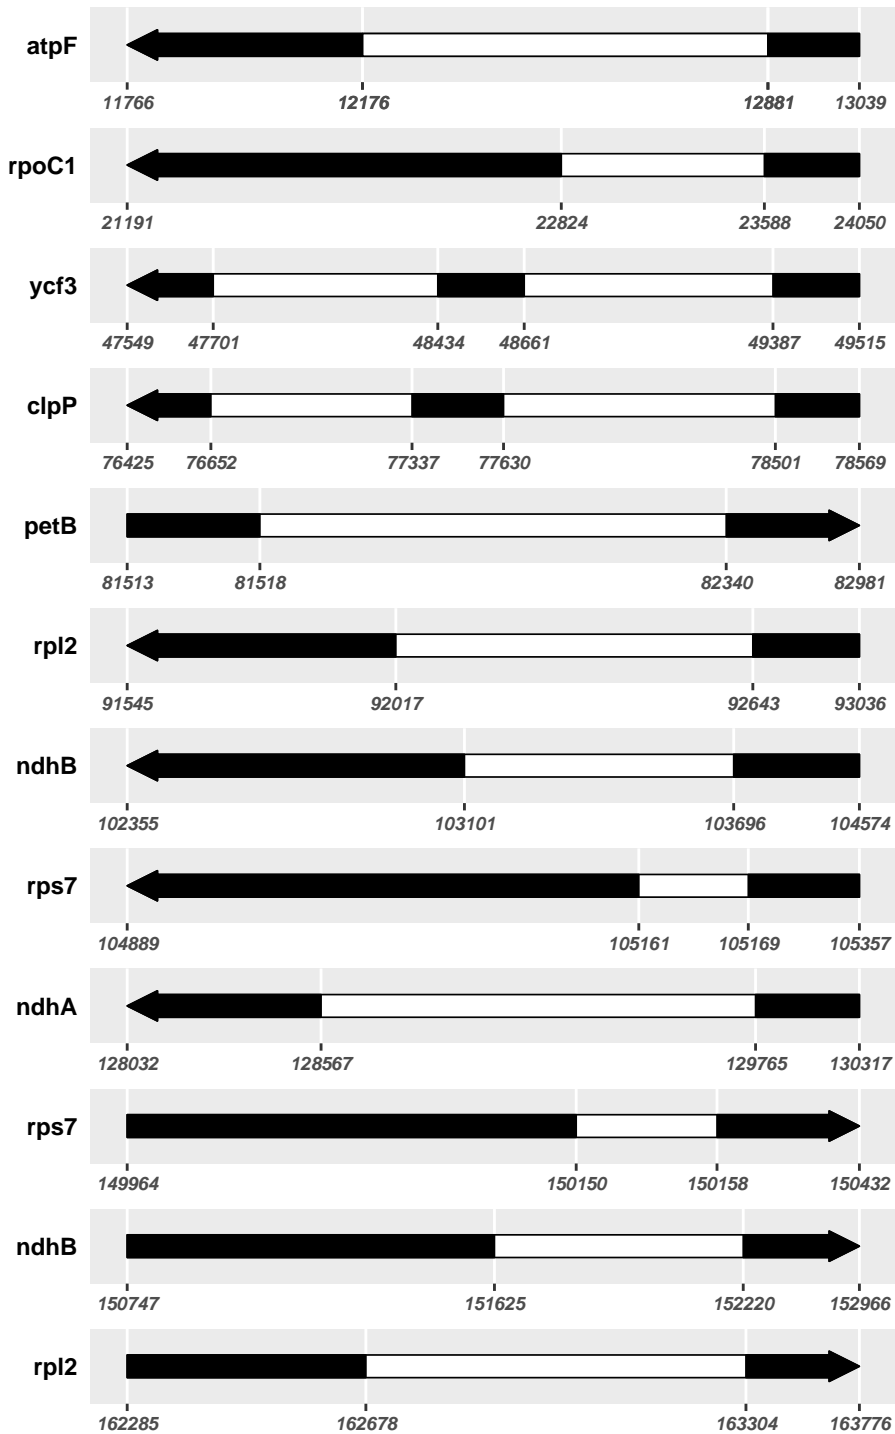 atpF
11766 12176 12881 13039
rpoC1
21191 22824 23588 24050
ycf3
47549 47701 48434 48661 49387 49515
clpP
76425 76652 77337 77630 78501 78569
petB
81513 81518 82340 82981
rpl2
91545 92017 92643 93036
ndhB
102355 103101 103696 104574
rps7
104889 105161 105169 105357
ndhA
128032 128567 129765 130317
rps7
149964 150150 150158 150432
ndhB
150747 151625 152220 152966
rpl2
162285 162678 163304 163776